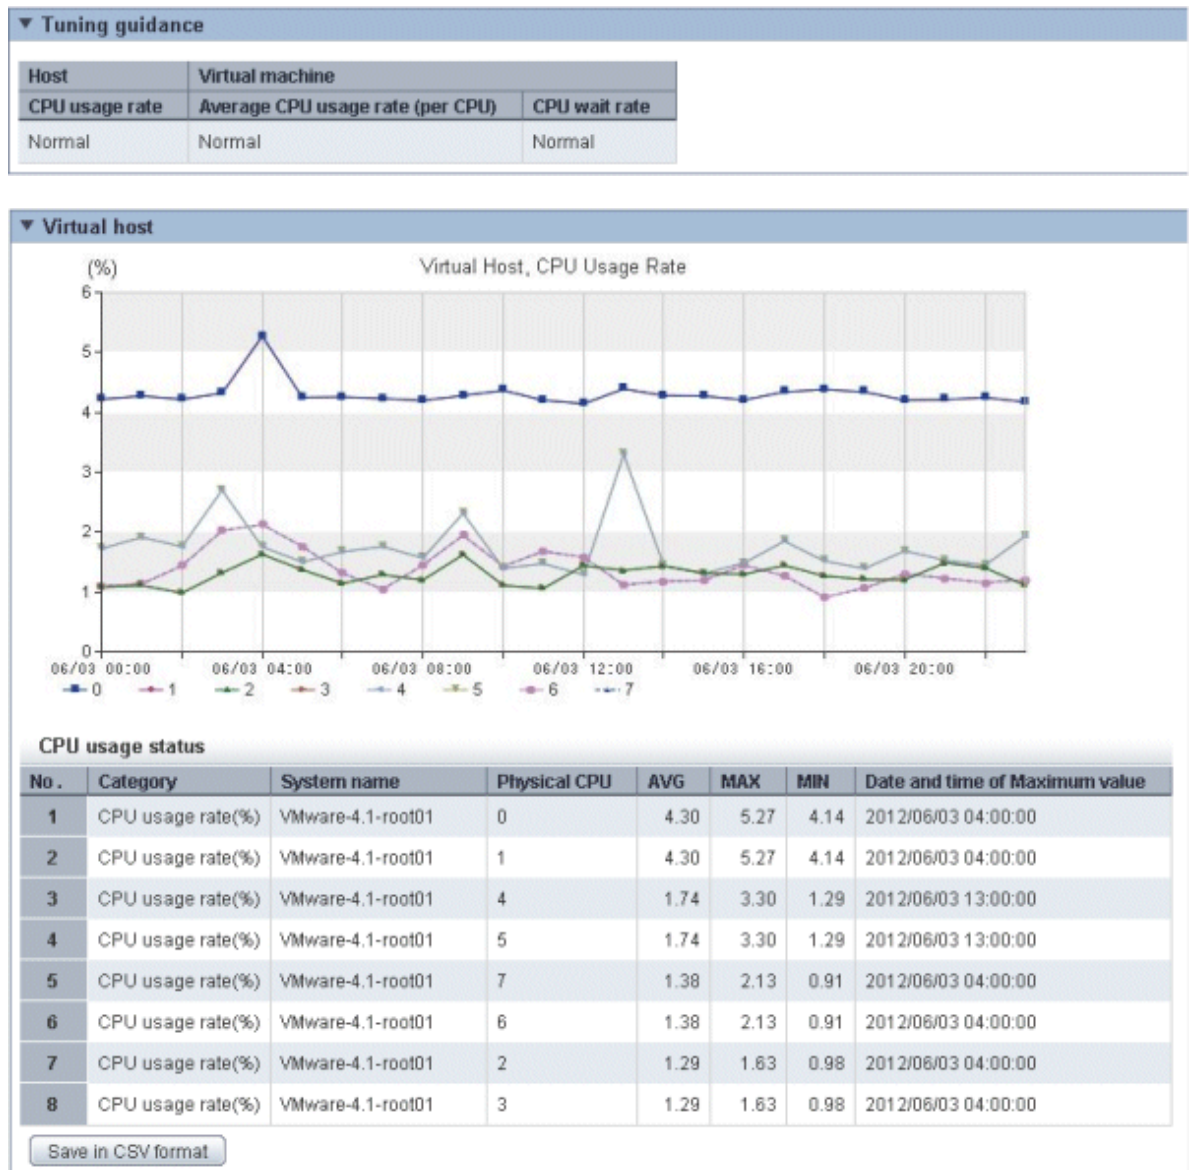 ▼ Tuning guidance
Host Virtual machine
CPU usage rate Average CPU usage rate (per CPU) CPU wait rate
Normal Normal Normal
▼ Virtual host
(%) Virtual Host, CPU Usage Rate
6
5
4
3
2
1
0
06/03 00:00 06/03 04:00 06/03 08:00 06/03 12:00 06/03 16:00 06/03 20:00
0 1 2 3 4 5 6 7
CPU usage status
No. Category System name Physical CPU AVG MAX MIN Date and time of Maximum value
1 CPU usage rate(%) VMware-4.1-root01 0 4.30 5.27 4.14 2012/06/03 04:00:00
2 CPU usage rate(%) VMware-4.1-root01 1 4.30 5.27 4.14 2012/06/03 04:00:00
3 CPU usage rate(%) VMware-4.1-root01 4 1.74 3.30 1.29 2012/06/03 13:00:00
4 CPU usage rate(%) VMware-4.1-root01 5 1.74 3.30 1.29 2012/06/03 13:00:00
5 CPU usage rate(%) VMware-4.1-root01 7 1.38 2.13 0.91 2012/06/03 04:00:00
6 CPU usage rate(%) VMware-4.1-root01 6 1.38 2.13 0.91 2012/06/03 04:00:00
7 CPU usage rate(%) VMware-4.1-root01 2 1.29 1.63 0.98 2012/06/03 04:00:00
8 CPU usage rate(%) VMware-4.1-root01 3 1.29 1.63 0.98 2012/06/03 04:00:00
Save in CSV format